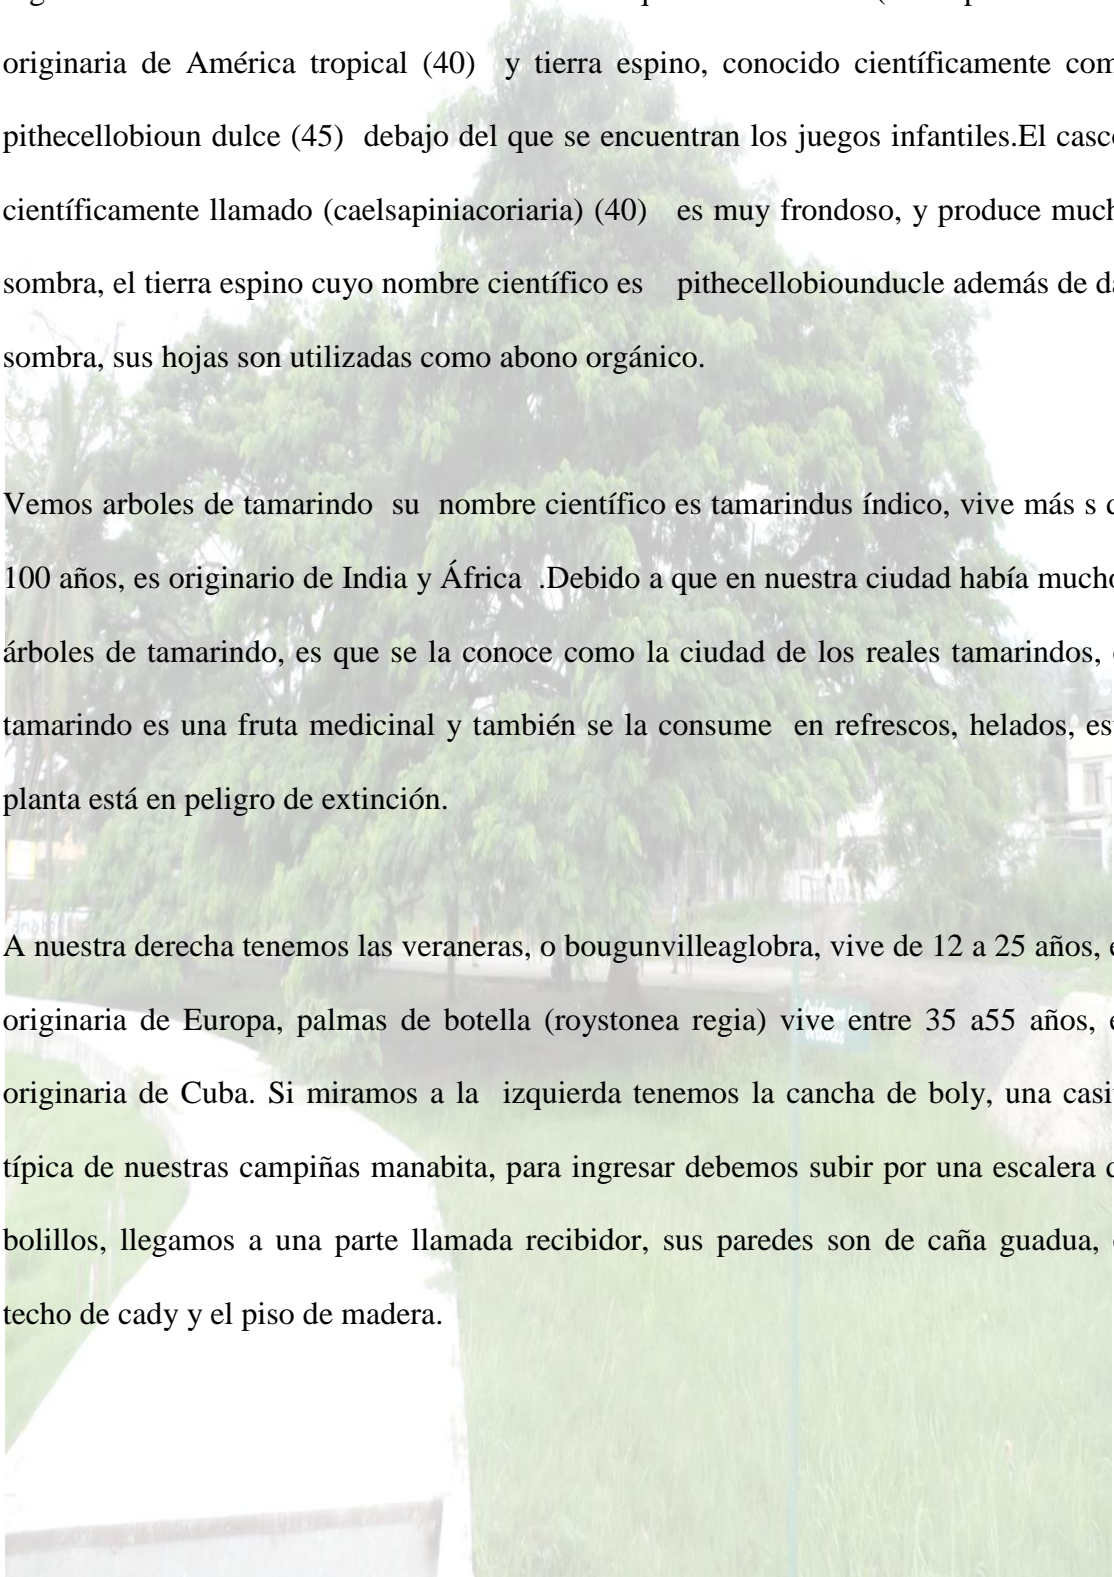 originaria de América tropical (40) y tierra espino, conocido científicamente com
pithecellobioun dulce (45) debajo del que se encuentran los juegos infantiles.El casco
científicamente llamado (caelsapiniacoriaria) (40) es muy frondoso, y produce much
sombra, el tierra espino cuyo nombre científico es pithecellobiounducle además de da
sombra, sus hojas son utilizadas como abono orgánico.
Vemos arboles de tamarindo su nombre científico es tamarindus índico, vive más s d
100 años, es originario de India y África .Debido a que en nuestra ciudad había mucho
árboles de tamarindo, es que se la conoce como la ciudad de los reales tamarindos, e
tamarindo es una fruta medicinal y también se la consume en refrescos, helados, est
planta está en peligro de extinción.
A nuestra derecha tenemos las veraneras, o bougunvilleaglobra, vive de 12 a 25 años, e
originaria de Europa, palmas de botella (roystonea regia) vive entre 35 a55 años, e
originaria de Cuba. Si miramos a la izquierda tenemos la cancha de boly, una casit
típica de nuestras campiñas manabita, para ingresar debemos subir por una escalera d
bolillos, llegamos a una parte llamada recibidor, sus paredes son de caña guadua, e
techo de cady y el piso de madera.